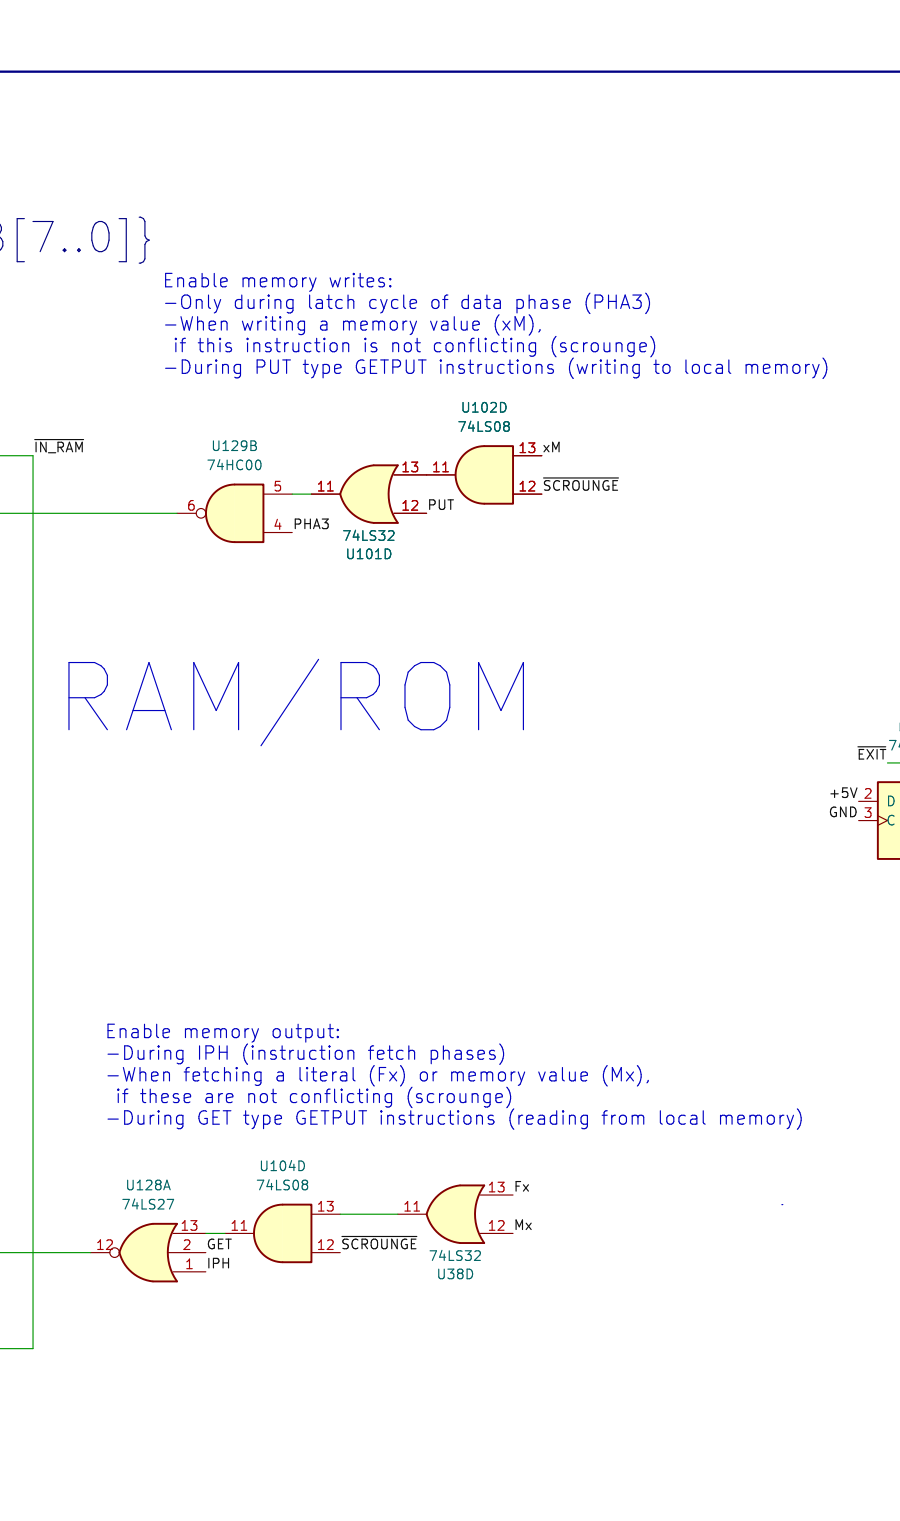 [7..0]}
Enable memory writes:
-Only during latch cycle of data phase (PHA3)
-When writing a memory value (xM),
if this instruction is not conflicting (scrounge)
-During PUT type GETPUT instructions (writing to local memory)
U102D
74LS08
IN_RAM
U129B
74HC00
13 xM
13 11
12 SCROUNGE
5 11
12 PUT
6
4 PHA3
74LS32
U101D
RAM/ROM
EXIT
+5V 2 D
GND 3 C
Enable memory output:
-During IPH (instruction fetch phases)
-When fetching a literal (Fx) or memory value (Mx),
if these are not conflicting (scrounge)
-During GET type GETPUT instructions (reading from local memory)
U104D
74LS08
U128A
74LS27
13 Fx
13 11
13 11
12 Mx
12
2 GET
12 SCROUNGE
1 IPH
74LS32
U38D